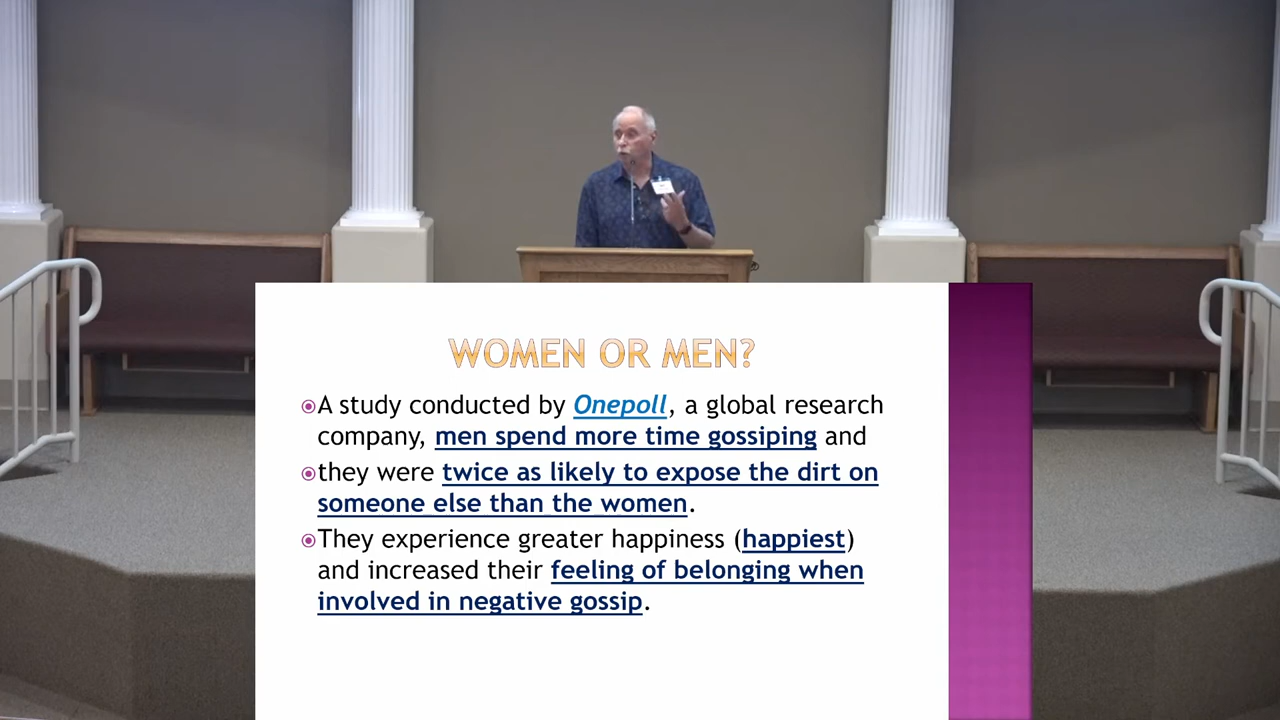 WOMEN OR MEN?
A study conducted by Onepoll, a global research
company, men spend more time gossiping and
they were twice as likely to expose the dirt on
someone else than the women.
They experience greater happiness (happiest)
and increased their feeling of belonging when
involved in negative gossip.